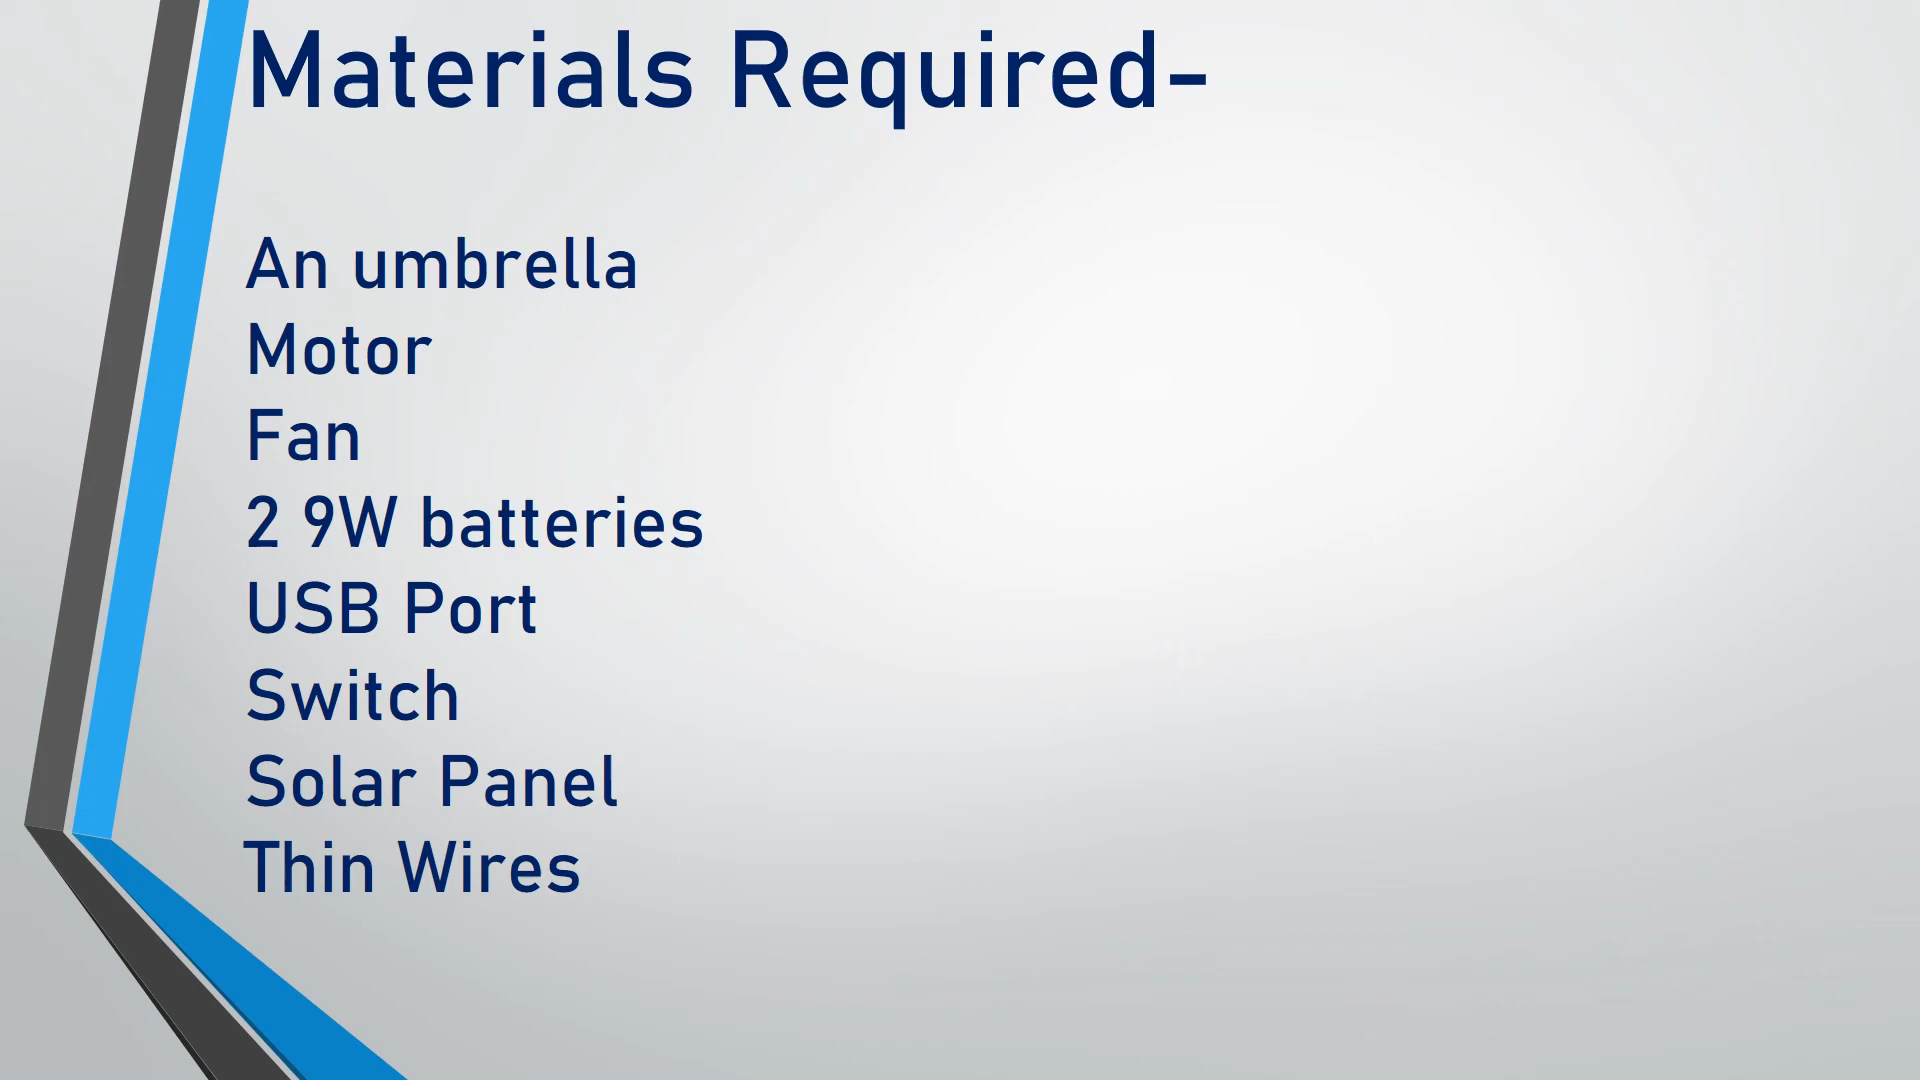 Materials Required-
An umbrella
Motor
Fan
2 9W batteries
USB Port
Switch
Solar Panel
Thin Wires